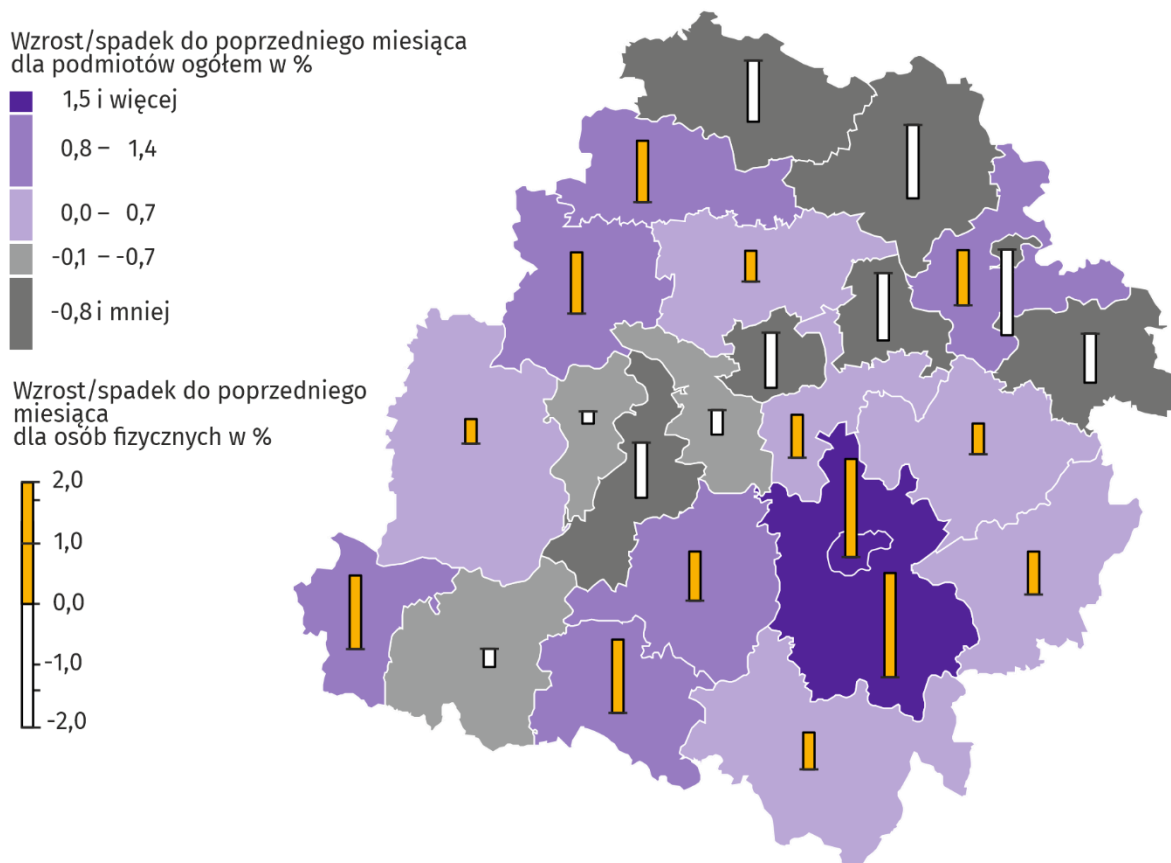 Wzrost/spadek do poprzedniego miesiąca
dla podmiotów ogółem w %
1,5 i więcej
0,8 – 1,4
0,0 – 0,7
-0,1 – -0,7
-0,8 i mniej
Wzrost/spadek do poprzedniego
miesiąca
dla osób fizycznych w %
2,0
1,0
0,0
-1,0
-2,0